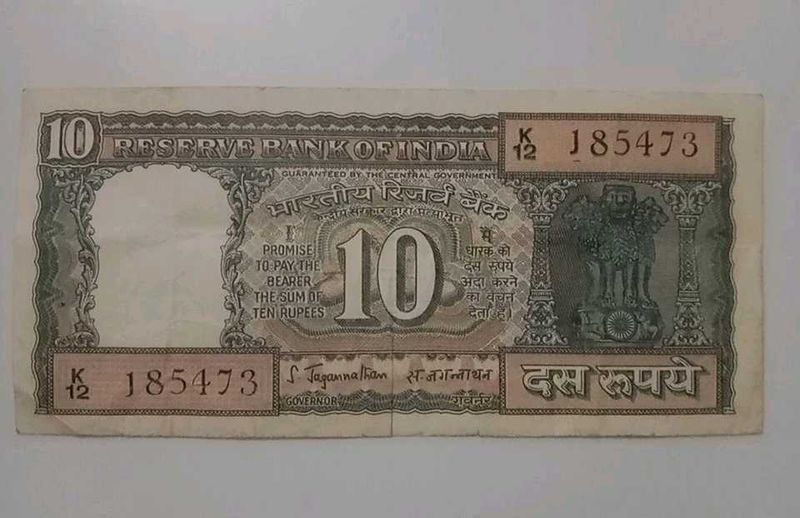 10
RESERVE BANK OF INDIA
K/12 J 185473
GUARANTEED BY THE CENTRAL GOVERNMENT
भारतीय रिज़र्व बैंक
केन्द्रीय सरकार द्वारा प्रत्याभूत
I
PROMISE
TO PAY THE
BEARER
THE SUM OF
TEN RUPEES
10
मैं
धारक को
दस रुपये
अदा करने
का वचन
देता हूँ।
K/12 J 185473
S. Jagannathan
स. जगन्नाथन
GOVERNOR
गवर्नर
दस रुपये